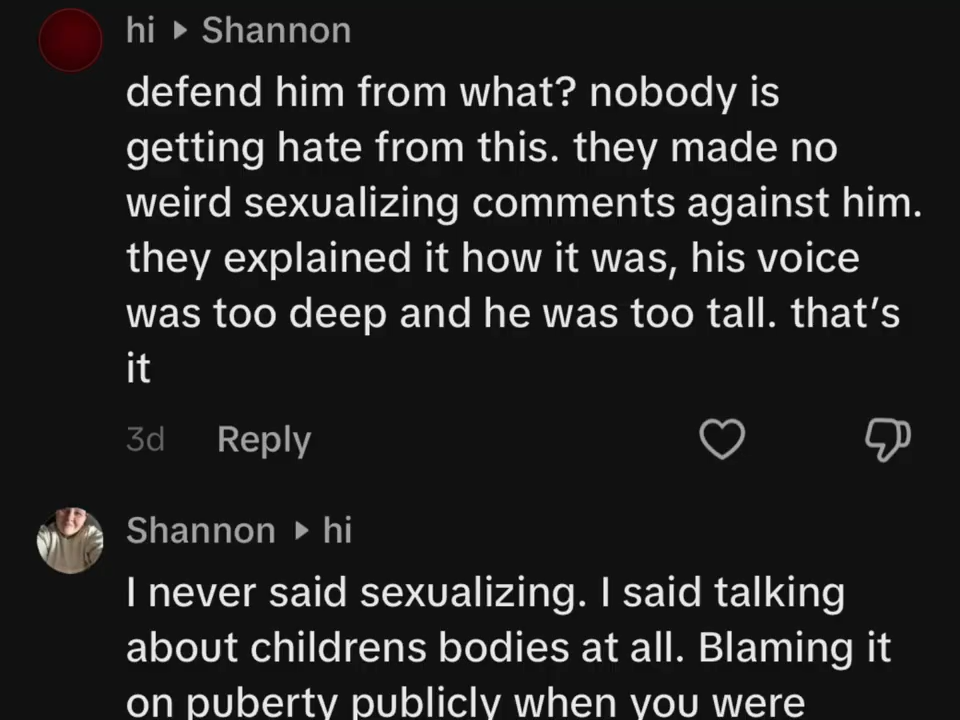 hi ▸ Shannon
defend him from what? nobody is
getting hate from this. they made no
weird sexualizing comments against him.
they explained it how it was, his voice
was too deep and he was too tall. that’s
it
3d Reply
Shannon ▸ hi
I never said sexualizing. I said talking
about childrens bodies at all. Blaming it
on puberty publicly when you were